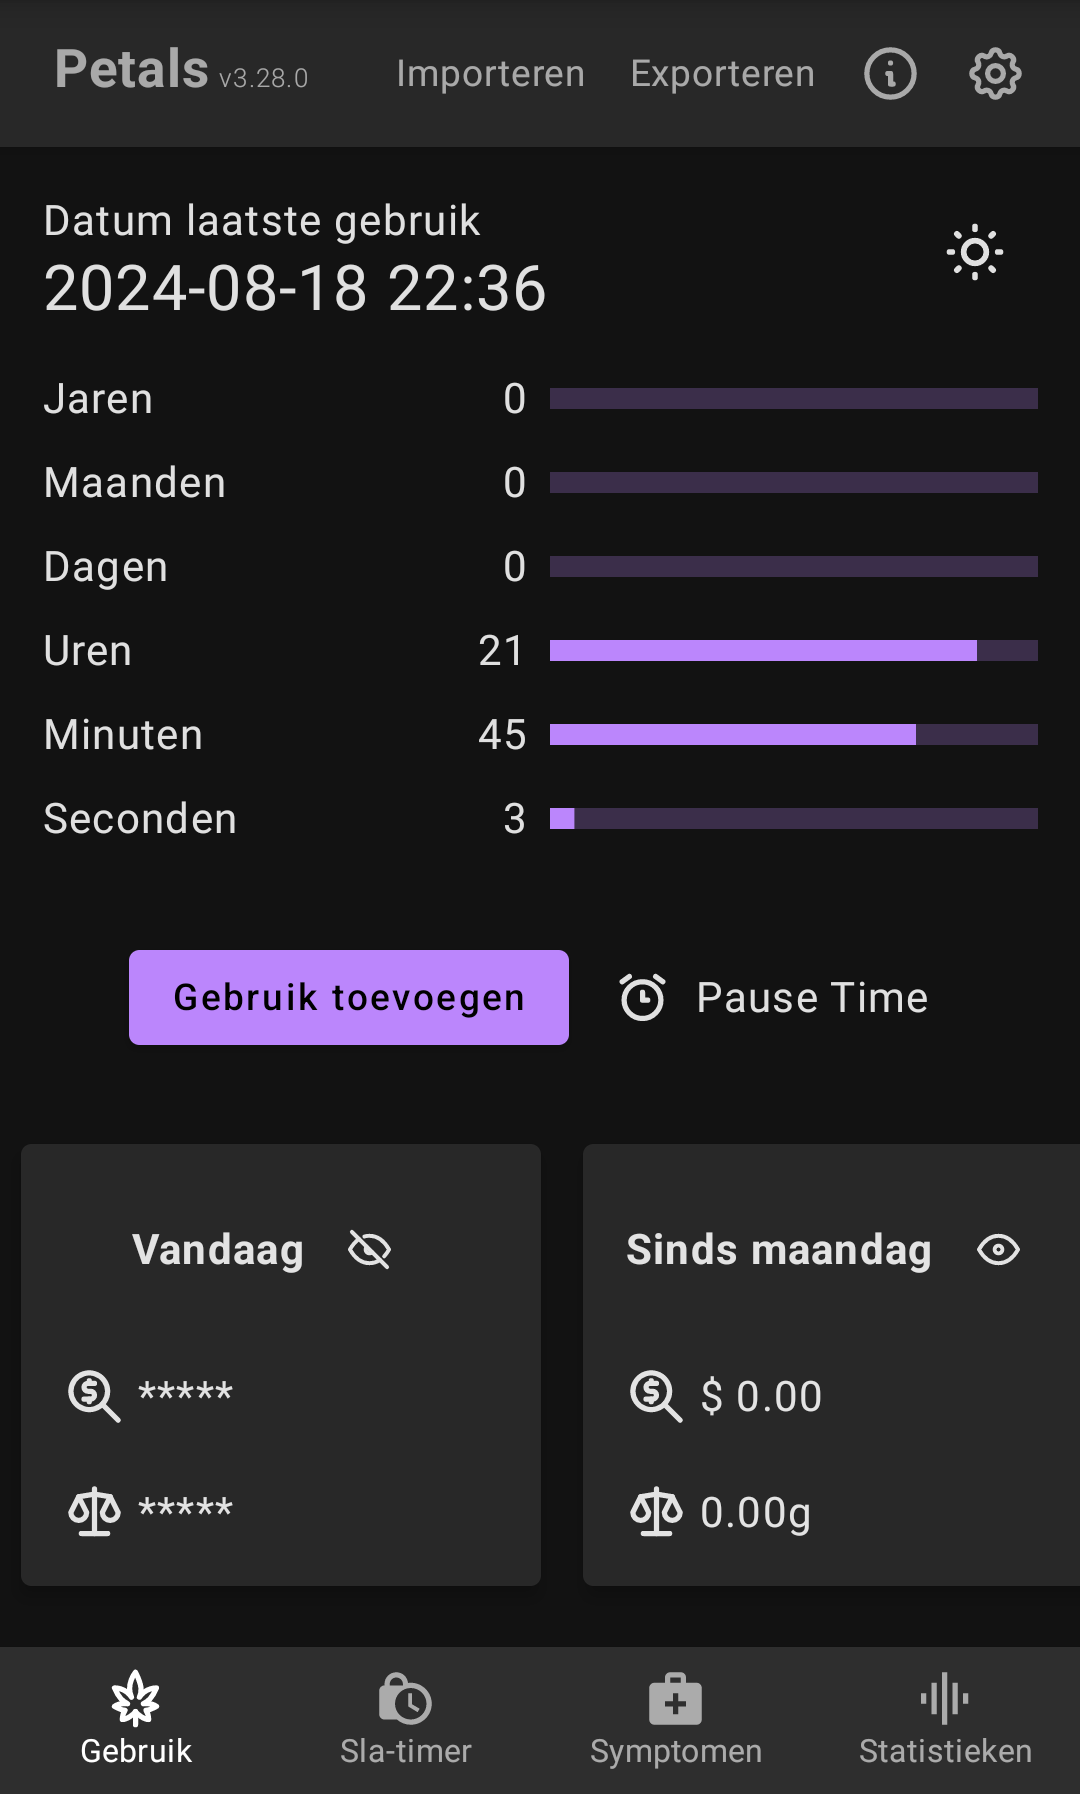 Petals v3.28.0 Importeren Exporteren
Datum laatste gebruik
2024-08-18 22:36
Jaren 0
Maanden 0
Dagen 0
Uren 21
Minuten 45
Seconden 3
Gebruik toevoegen Pause Time
Vandaag
*****
*****
Sinds maandag
$ 0.00
0.00g
Gebruik Sla-timer Symptomen Statistieken